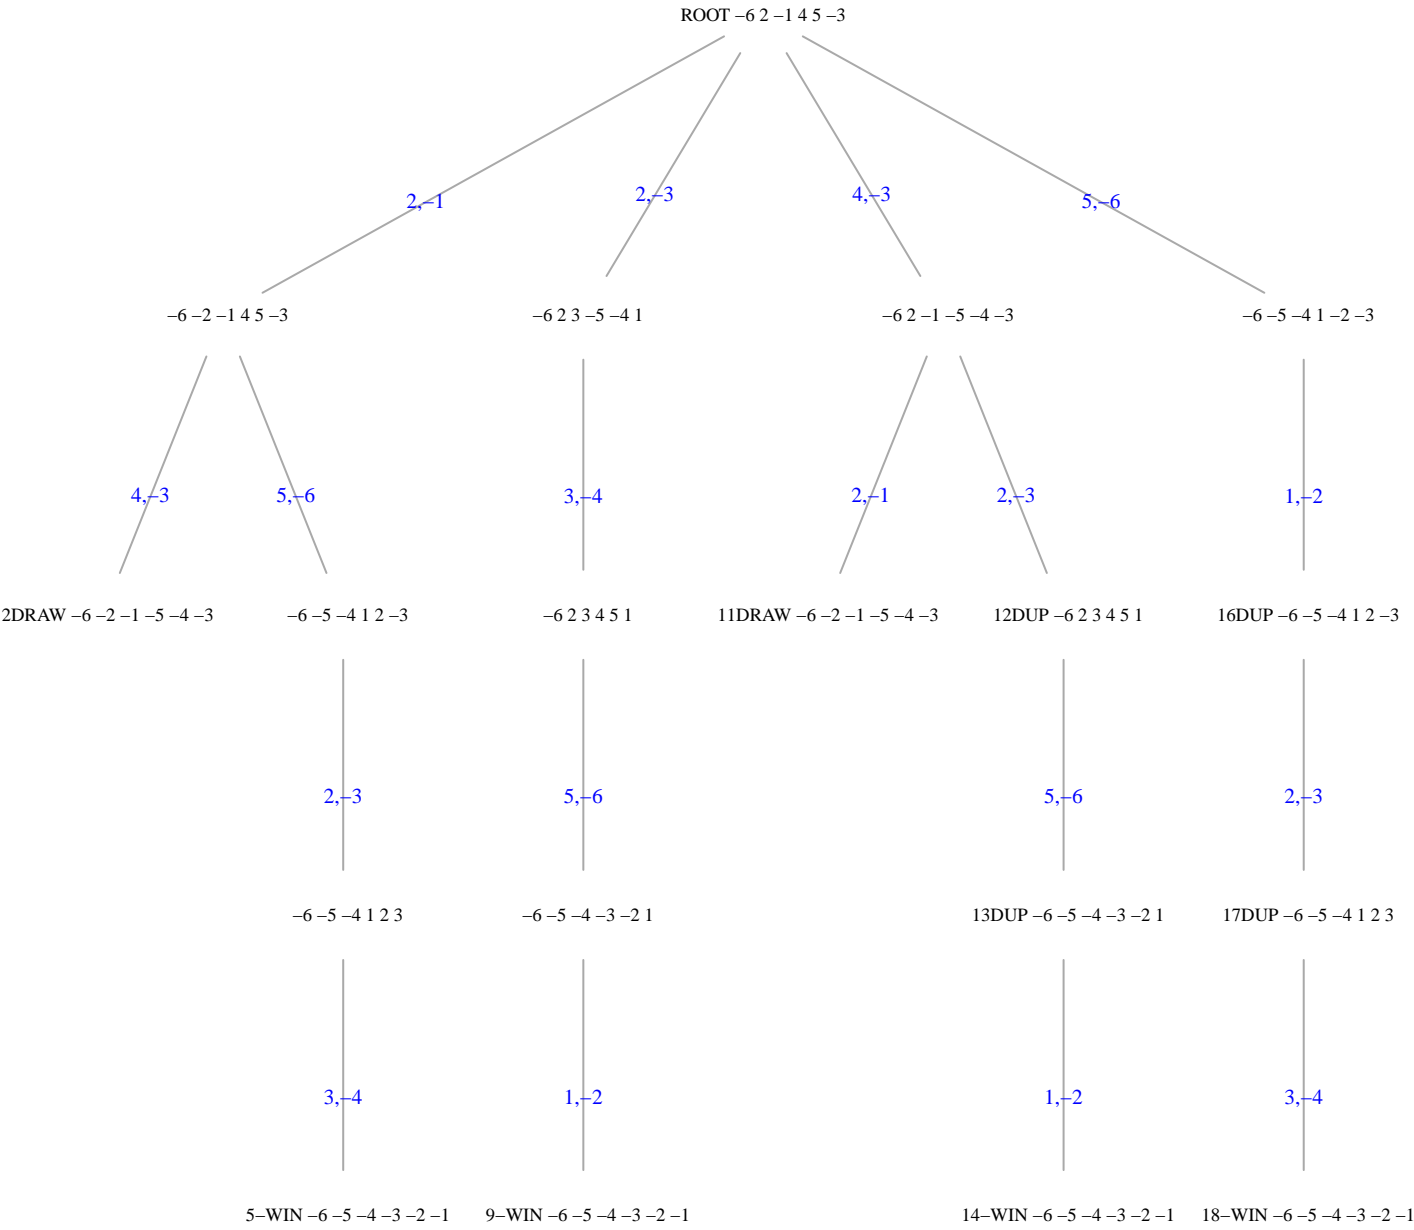 ROOT −6 2 −1 4 5 −3
2,−1
2,−3
4,−3
5,−6
−6 −2 −1 4 5 −3
−6 2 3 −5 −4 1
−6 2 −1 −5 −4 −3
−6 −5 −4 1 −2 −3
4,−3
5,−6
3,−4
2,−1
2,−3
1,−2
2DRAW −6 −2 −1 −5 −4 −3
−6 −5 −4 1 2 −3
−6 2 3 4 5 1
11DRAW −6 −2 −1 −5 −4 −3
12DUP −6 2 3 4 5 1
16DUP −6 −5 −4 1 2 −3
2,−3
5,−6
5,−6
2,−3
−6 −5 −4 1 2 3
−6 −5 −4 −3 −2 1
13DUP −6 −5 −4 −3 −2 1
17DUP −6 −5 −4 1 2 3
3,−4
1,−2
1,−2
3,−4
5−WIN −6 −5 −4 −3 −2 −1
9−WIN −6 −5 −4 −3 −2 −1
14−WIN −6 −5 −4 −3 −2 −1
18−WIN −6 −5 −4 −3 −2 −1